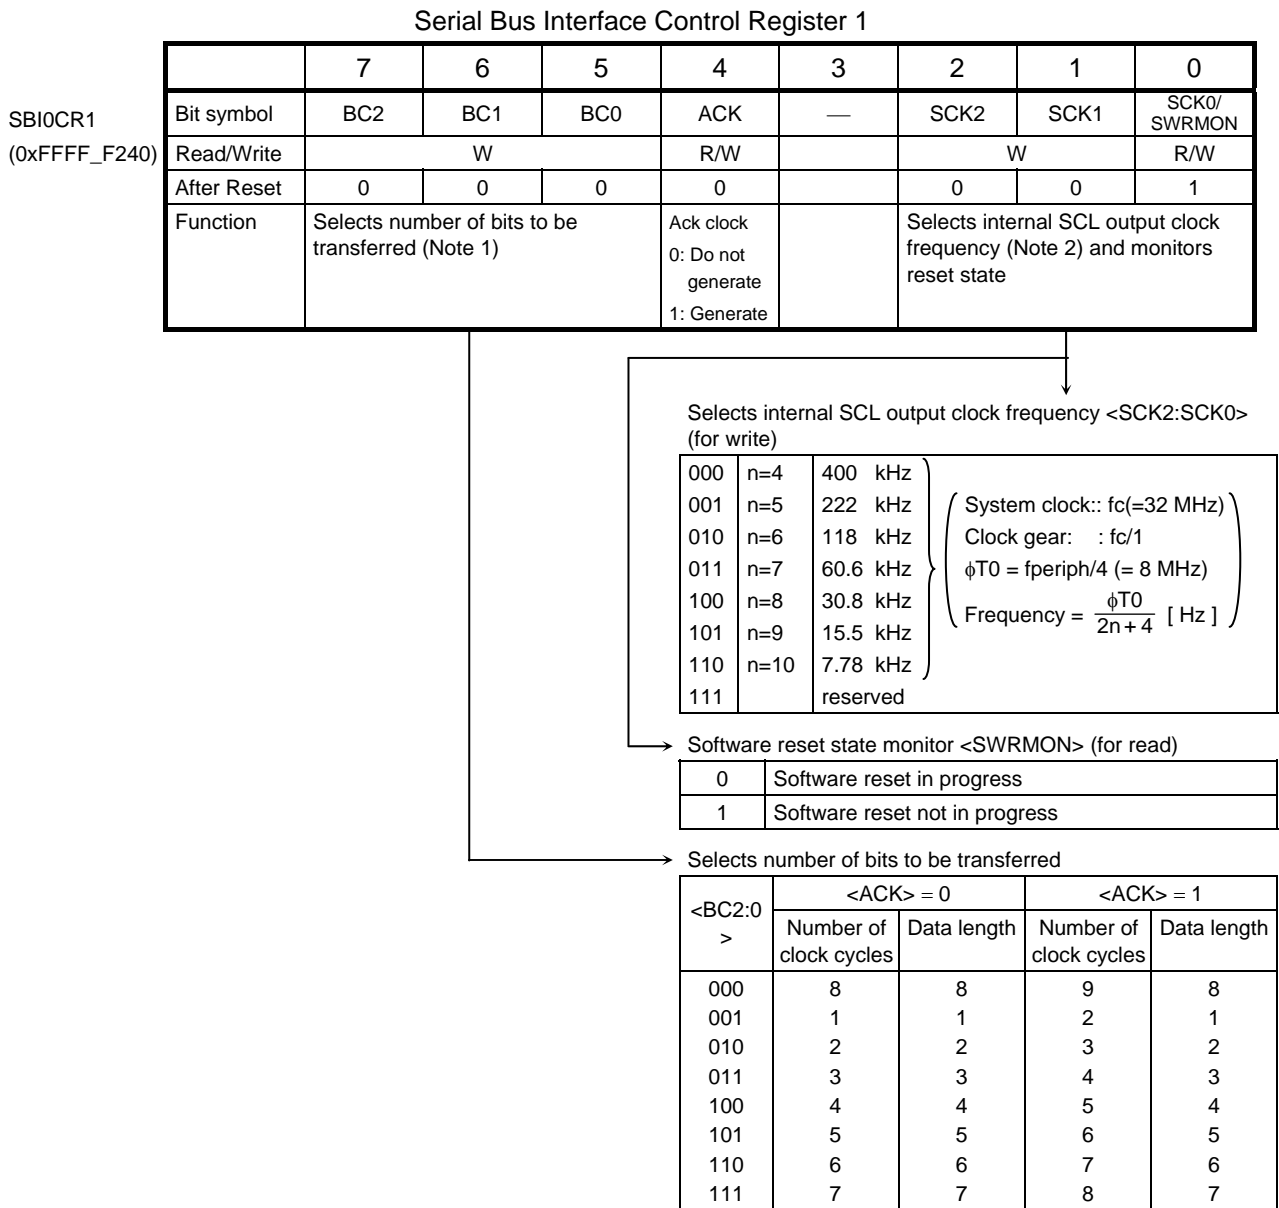 Serial Bus Interface Control Register 1
7 6 5 4 3 2 1 0
SBI0CR1
(0xFFFF_F240)
Bit symbol BC2 BC1 BC0 ACK — SCK2 SCK1 SCK0/
SWRMON
Read/Write W R/W W R/W
After Reset 0 0 0 0 0 0 1
Function Selects number of bits to be
transferred (Note 1)
Ack clock
0: Do not
generate
1: Generate
Selects internal SCL output clock
frequency (Note 2) and monitors
reset state
Selects internal SCL output clock frequency <SCK2:SCK0>
(for write)
000 n=4 400 kHz
001 n=5 222 kHz
010 n=6 118 kHz
011 n=7 60.6 kHz
100 n=8 30.8 kHz
101 n=9 15.5 kHz
110 n=10 7.78 kHz
111 reserved
System clock:: fc(=32 MHz)
Clock gear: : fc/1
ϕT0 = fperiph/4 (= 8 MHz)
Frequency = ϕT0 / 2n + 4 [ Hz ]
Software reset state monitor <SWRMON> (for read)
0 Software reset in progress
1 Software reset not in progress
Selects number of bits to be transferred
<BC2:0
>
<ACK> = 0 <ACK> = 1
Number of
clock cycles
Data length
Number of
clock cycles
Data length
000 8 8 9 8
001 1 1 2 1
010 2 2 3 2
011 3 3 4 3
100 4 4 5 4
101 5 5 6 5
110 6 6 7 6
111 7 7 8 7